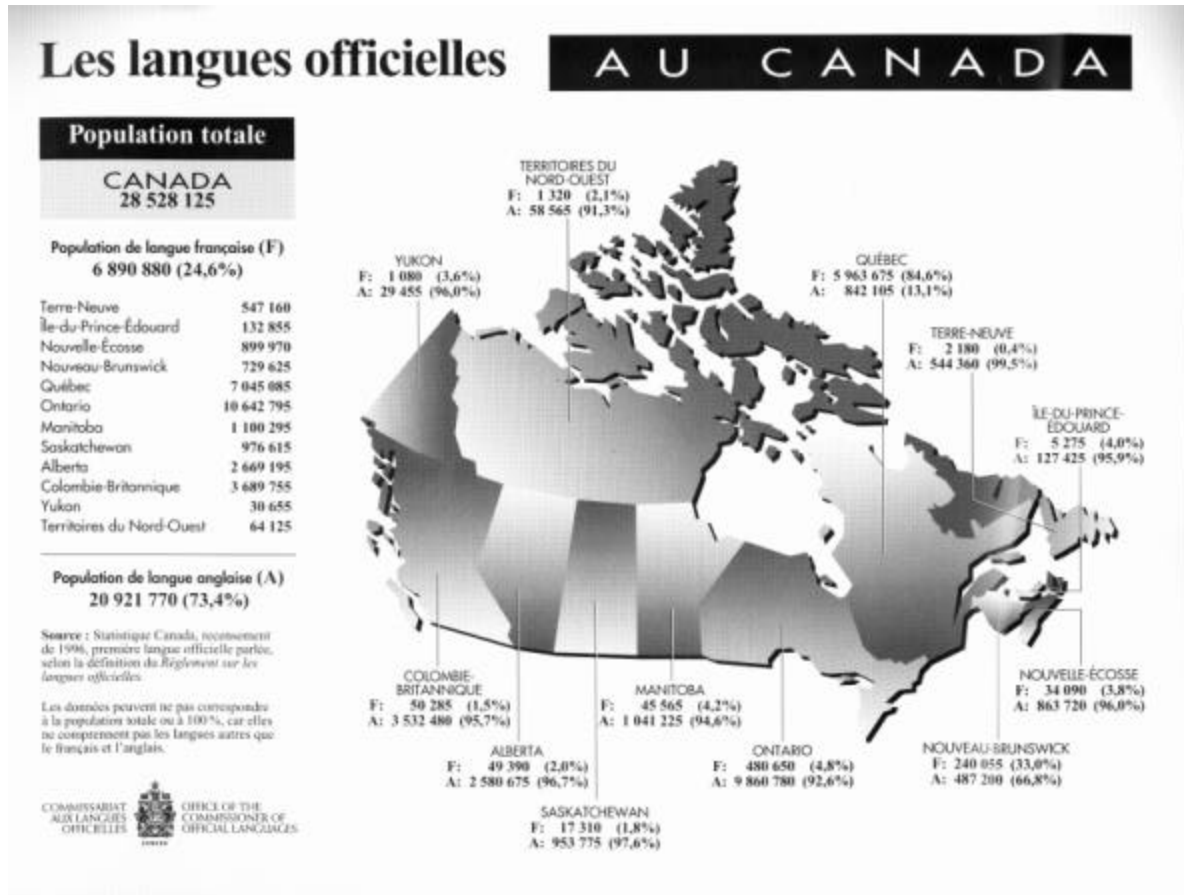 Les langues officielles AU CANADA
Population totale
CANADA
28 528 125
Population de langue française (F)
6 890 880 (24,6%)
Terre-Neuve 547 160
Île-du-Prince-Édouard 132 855
Nouvelle-Écosse 899 970
Nouveau-Brunswick 729 625
Québec 7 045 085
Ontario 10 642 795
Manitoba 1 100 295
Saskatchewan 976 615
Alberta 2 669 195
Colombie-Britannique 3 689 755
Yukon 30 655
Territoires du Nord-Ouest 64 125
Population de langue anglaise (A)
20 921 770 (73,4%)
Source : Statistique Canada, recensement
de 1996, première langue officielle parlée,
selon la définition du Règlement sur les
langues officielles
Les données peuvent ne pas correspondre
à la population totale ou à 100%, car elles
ne comprennent pas les langues autres que
le français et l'anglais.
COMMISSARIAT
AUX LANGUES
OFFICIELLES
OFFICE OF THE
COMMISSIONER OF
OFFICIAL LANGUAGES
TERRITOIRES DU
NORD-OUEST
F: 1 320 (2,1%)
A: 58 565 (91,3%)
YUKON
F: 1 080 (3,6%)
A: 29 455 (96,0%)
QUÉBEC
F: 5 963 675 (84,6%)
A: 842 105 (13,1%)
TERRE-NEUVE
F: 2 180 (0,4%)
A: 544 360 (99,5%)
ÎLE-DU-PRINCE-
ÉDOUARD
F: 5 275 (4,0%)
A: 127 425 (95,9%)
COLOMBIE-
BRITANNIQUE
F: 50 285 (1,5%)
A: 3 532 480 (95,7%)
MANITOBA
F: 45 565 (4,2%)
A: 1 041 225 (94,6%)
NOUVELLE-ÉCOSSE
F: 34 090 (3,8%)
A: 863 720 (96,0%)
ALBERTA
F: 49 390 (2,0%)
A: 2 580 675 (96,7%)
ONTARIO
F: 480 650 (4,8%)
A: 9 860 780 (92,6%)
NOUVEAU-BRUNSWICK
F: 240 055 (33,0%)
A: 487 200 (66,8%)
SASKATCHEWAN
F: 17 310 (1,8%)
A: 953 775 (97,6%)